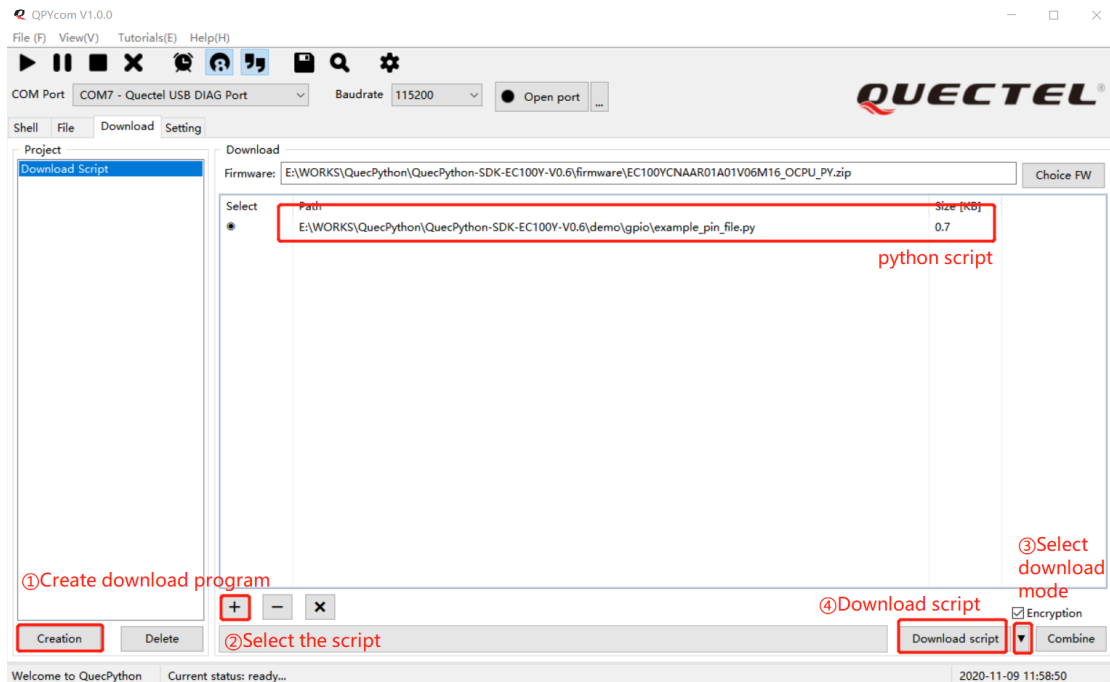 QPYcom V1.0.0
File (F) View(V) Tutorials(E) Help(H)
COM Port COM7 - Quectel USB DIAG Port Baudrate 115200 Open port ...
QUECTEL®
Shell File Download Setting
Project
Download Script
Download
Firmware: E:\WORKS\QuecPython\QuecPython-SDK-EC100Y-V0.6\firmware\EC100YCNAAR01A01V06M16_OCPU_PY.zip Choice FW
Select Path Size [KB]
E:\WORKS\QuecPython\QuecPython-SDK-EC100Y-V0.6\demo\gpio\example_pin_file.py 0.7
python script
①Create download program
③Select
download
mode
④Download script
Encryption
Creation Delete
②Select the script
Download script ▼ Combine
Welcome to QuecPython Current status: ready... 2020-11-09 11:58:50